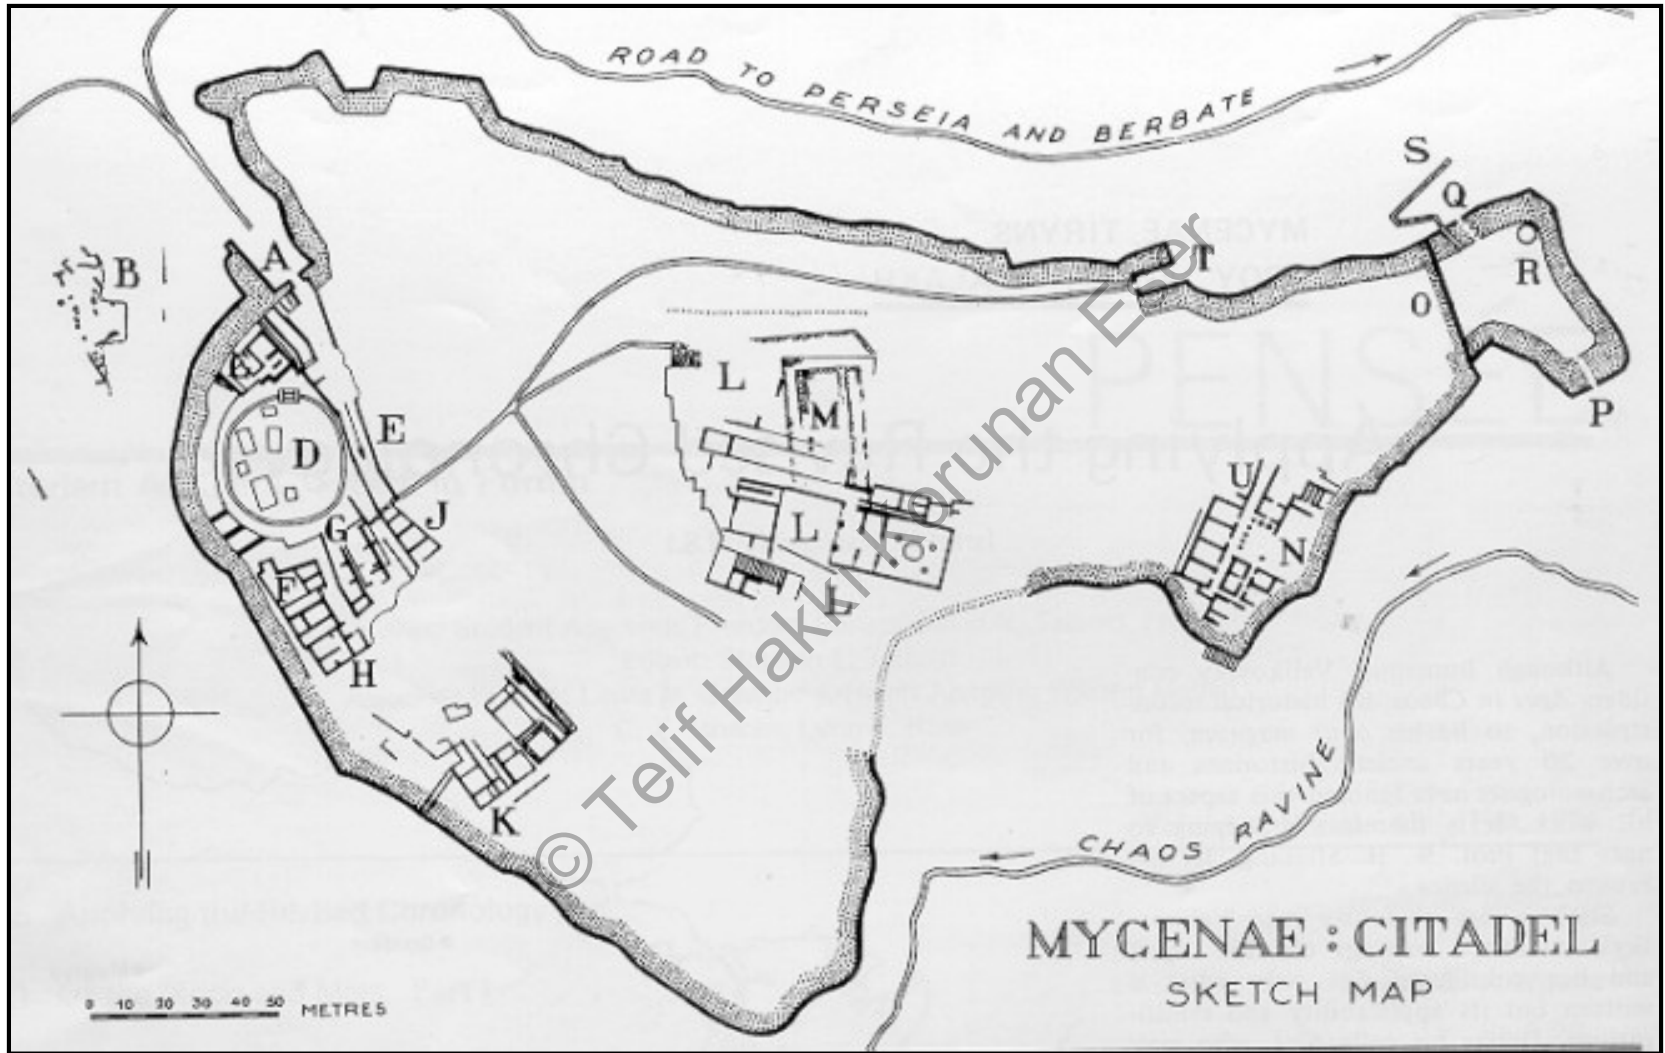 ROAD TO PERSEIA AND BERBATE
S
Q
T
R
A
B
O
P
A
L
M
E
D
U
G
J
L
N
F
L
H
K
© Telif Hakkı Korunan Eser
CHAOS RAVINE
MYCENAE : CITADEL
SKETCH MAP
0 10 20 30 40 50 METRES